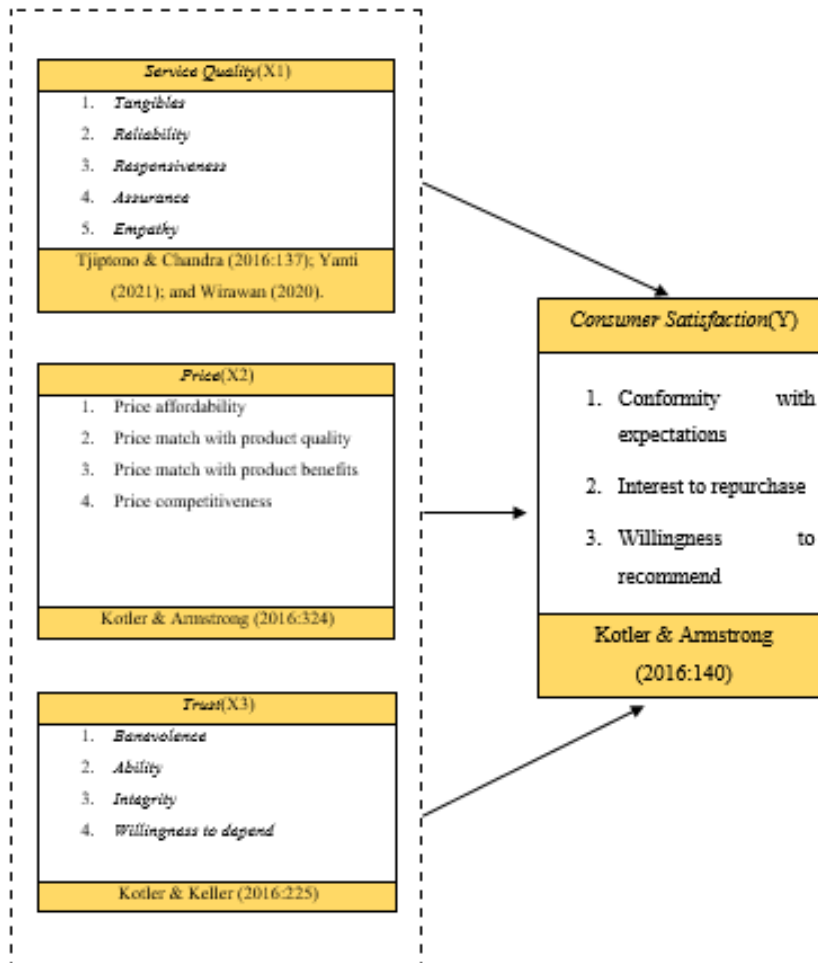 Service Quality(X1)
1. Tangibles
2. Reliability
3. Responsiveness
4. Assurance
5. Empathy
Tjiptono & Chandra (2016:137); Yanti
(2021); and Wirawan (2020).
Price(X2)
1. Price affordability
2. Price match with product quality
3. Price match with product benefits
4. Price competitiveness
Kotler & Armstrong (2016:324)
Trust(X3)
1. Benevolence
2. Ability
3. Integrity
4. Willingness to depend
Kotler & Keller (2016:225)
Consumer Satisfaction(Y)
1. Conformity with
expectations
2. Interest to repurchase
3. Willingness to
recommend
Kotler & Armstrong
(2016:140)